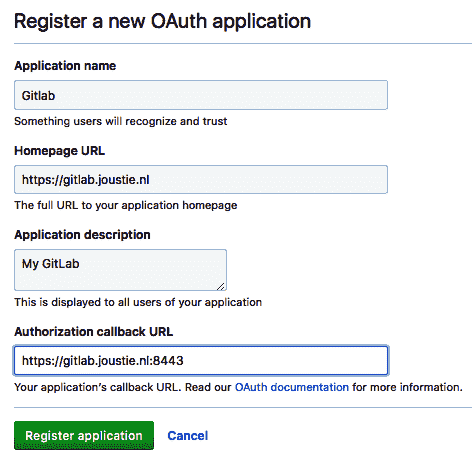 Register a new OAuth application
Application name
Gitlab
Something users will recognize and trust
Homepage URL
https://gitlab.joustie.nl
The full URL to your application homepage
Application description
My GitLab
This is displayed to all users of your application
Authorization callback URL
https://gitlab.joustie.nl:8443
Your application's callback URL. Read our OAuth documentation for more information.
Register application Cancel